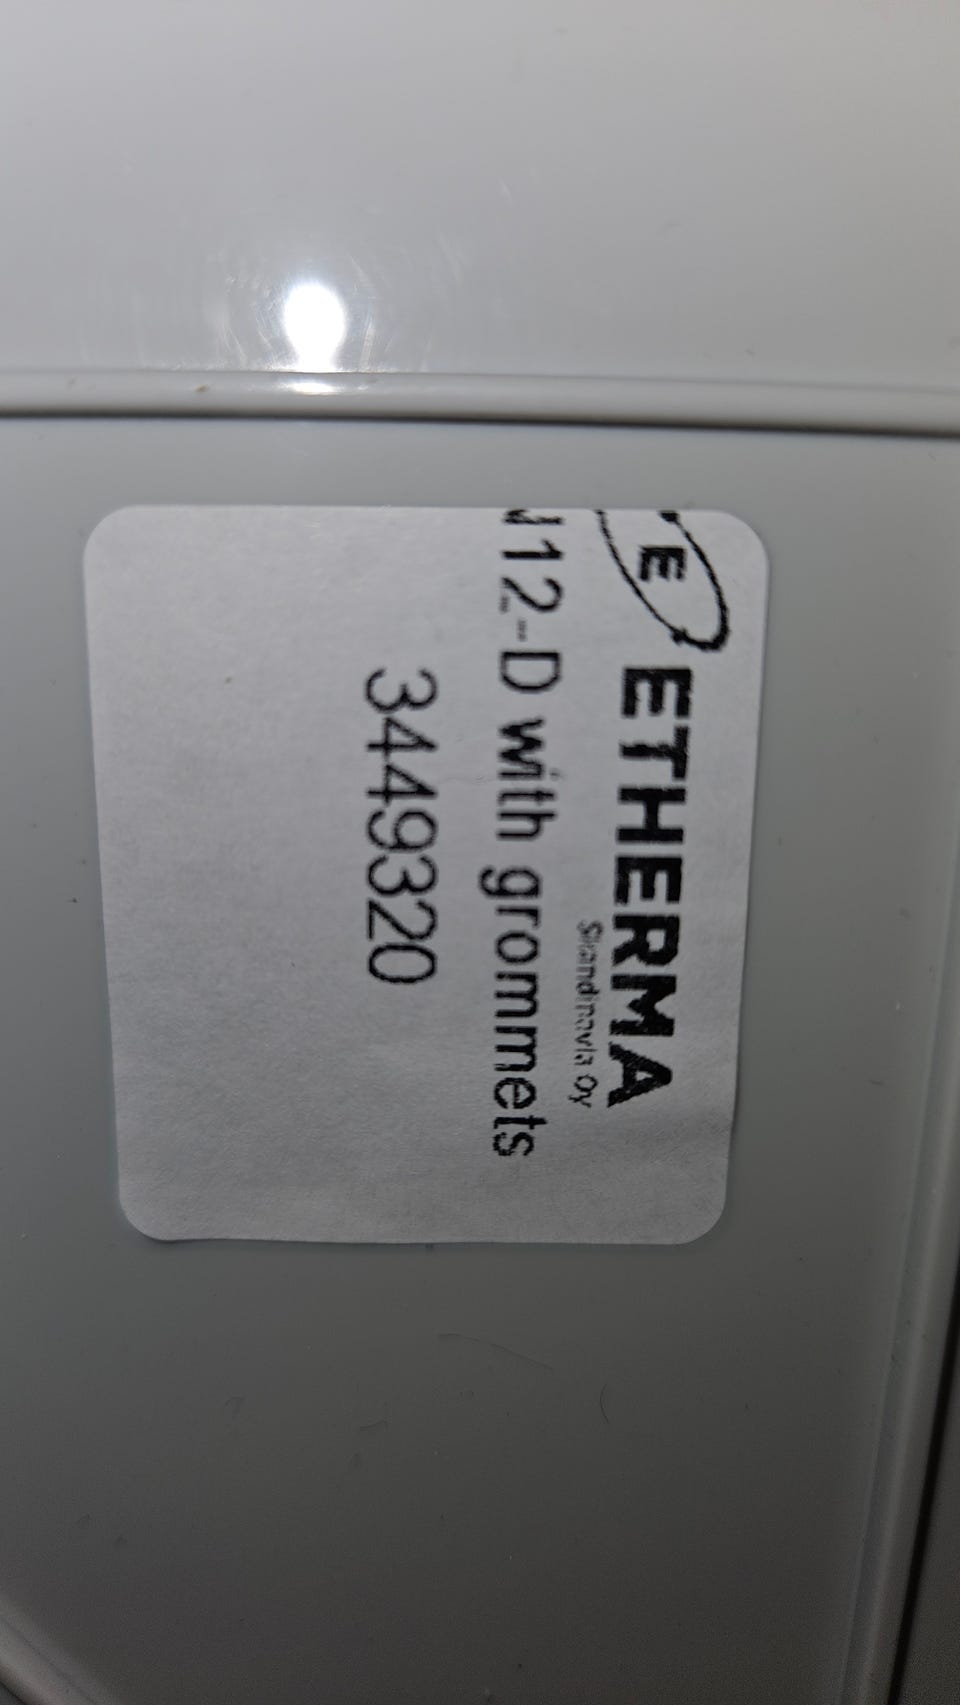 E ETHERMA
Skandinavia Oy
12-D with grommets
3449320